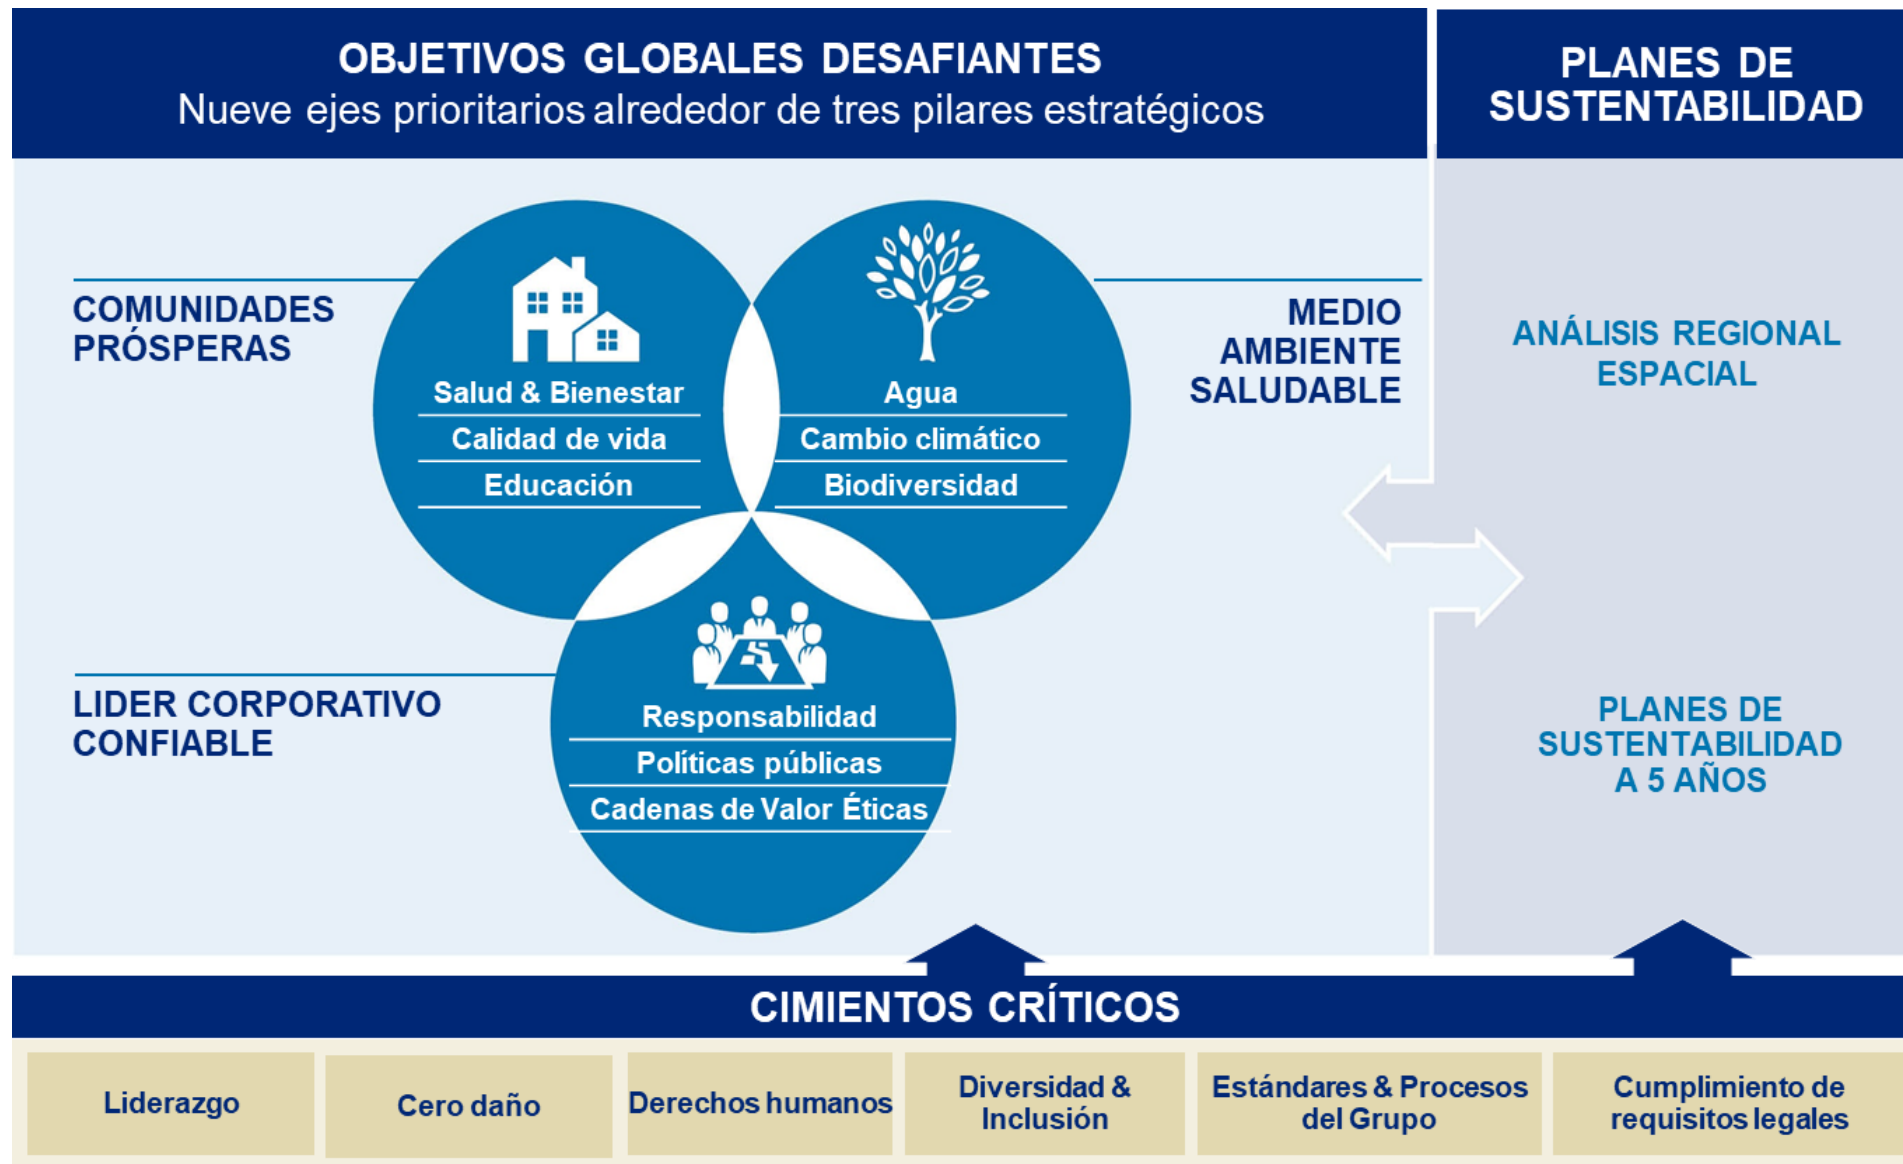 OBJETIVOS GLOBALES DESAFIANTES
Nueve ejes prioritarios alrededor de tres pilares estratégicos
PLANES DE
SUSTENTABILIDAD
COMUNIDADES
PRÓSPERAS
Salud & Bienestar
Calidad de vida
Educación
Agua
Cambio climático
Biodiversidad
MEDIO
AMBIENTE
SALUDABLE
LIDER CORPORATIVO
CONFIABLE
Responsabilidad
Políticas públicas
Cadenas de Valor Éticas
ANÁLISIS REGIONAL
ESPACIAL
PLANES DE
SUSTENTABILIDAD
A 5 AÑOS
CIMIENTOS CRÍTICOS
Liderazgo
Cero daño
Derechos humanos
Diversidad &
Inclusión
Estándares & Procesos
del Grupo
Cumplimiento de
requisitos legales